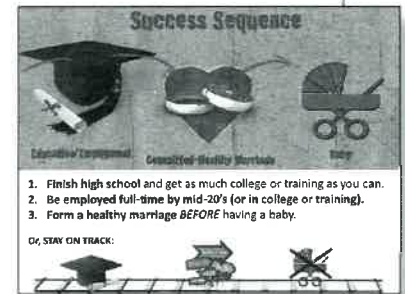 Success Sequence
Education/Employment Committed-Healthy Marriage Baby
1. Finish high school and get as much college or training as you can.
2. Be employed full-time by mid-20's (or in college or training).
3. Form a healthy marriage BEFORE having a baby.
Or, STAY ON TRACK: